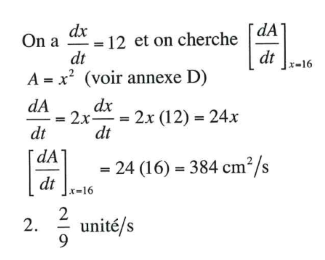 On a dx/dt = 12 et on cherche [dA/dt]x=16
A = x² (voir annexe D)
dA/dt = 2x dx/dt = 2x (12) = 24x
[dA/dt]x=16 = 24 (16) = 384 cm²/s
2. 2/9 unité/s